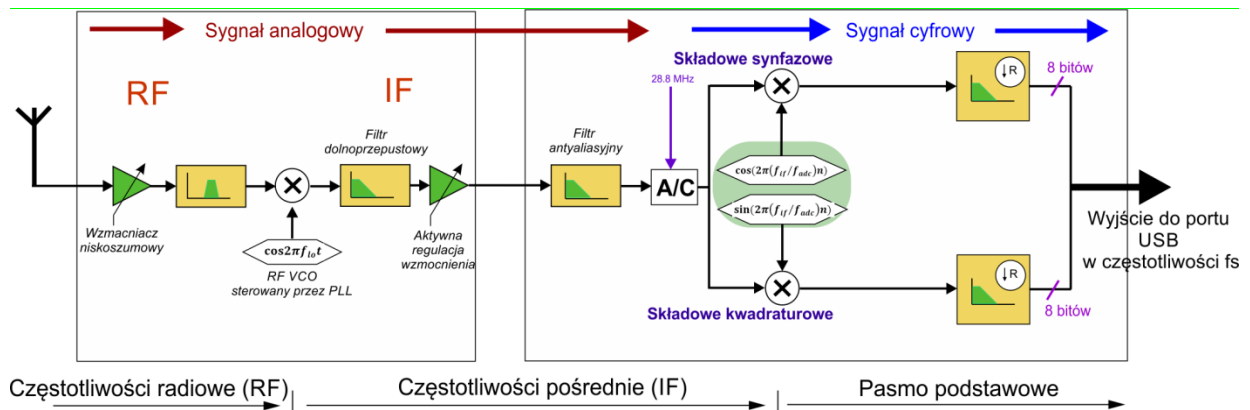 Sygnał analogowy
Sygnał cyfrowy
RF
IF
Składowe synfazowe
28.8 MHz
8 bitów
R
Filtr
dolnoprzepustowy
Filtr
antyaliasyjny
A/C
cos(2π(f_if/f_adc)n)
sin(2π(f_if/f_adc)n)
Wzmacniacz
niskoszumowy
cos2πf_lo t
RF VCO
sterowany przez PLL
Aktywna
regulacja
wzmocnienia
Składowe kwadraturowe
R
8 bitów
Wyjście do portu
USB
w częstotliwości fs
Częstotliwości radiowe (RF)
Częstotliwości pośrednie (IF)
Pasmo podstawowe